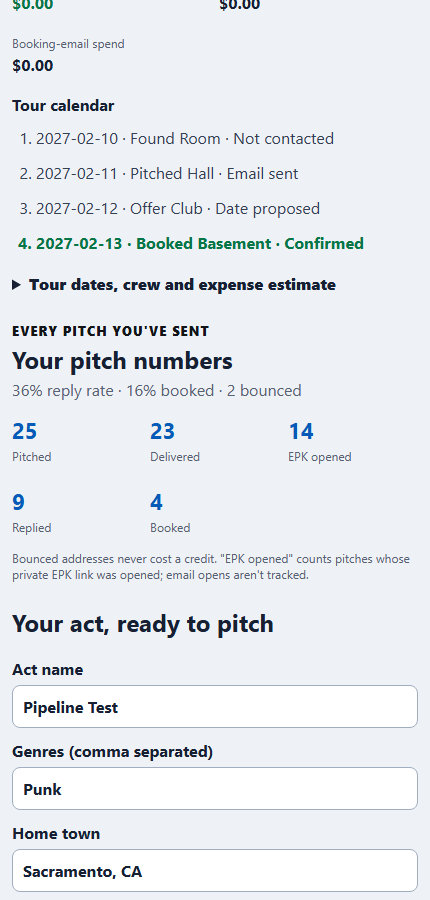 $0.00 $0.00
Booking-email spend
$0.00
Tour calendar
1. 2027-02-10 · Found Room · Not contacted
2. 2027-02-11 · Pitched Hall · Email sent
3. 2027-02-12 · Offer Club · Date proposed
4. 2027-02-13 · Booked Basement · Confirmed
▶ Tour dates, crew and expense estimate
EVERY PITCH YOU'VE SENT
Your pitch numbers
36% reply rate · 16% booked · 2 bounced
25 23 14
Pitched Delivered EPK opened
9 4
Replied Booked
Bounced addresses never cost a credit. "EPK opened" counts pitches whose
private EPK link was opened; email opens aren't tracked.
Your act, ready to pitch
Act name
Pipeline Test
Genres (comma separated)
Punk
Home town
Sacramento, CA